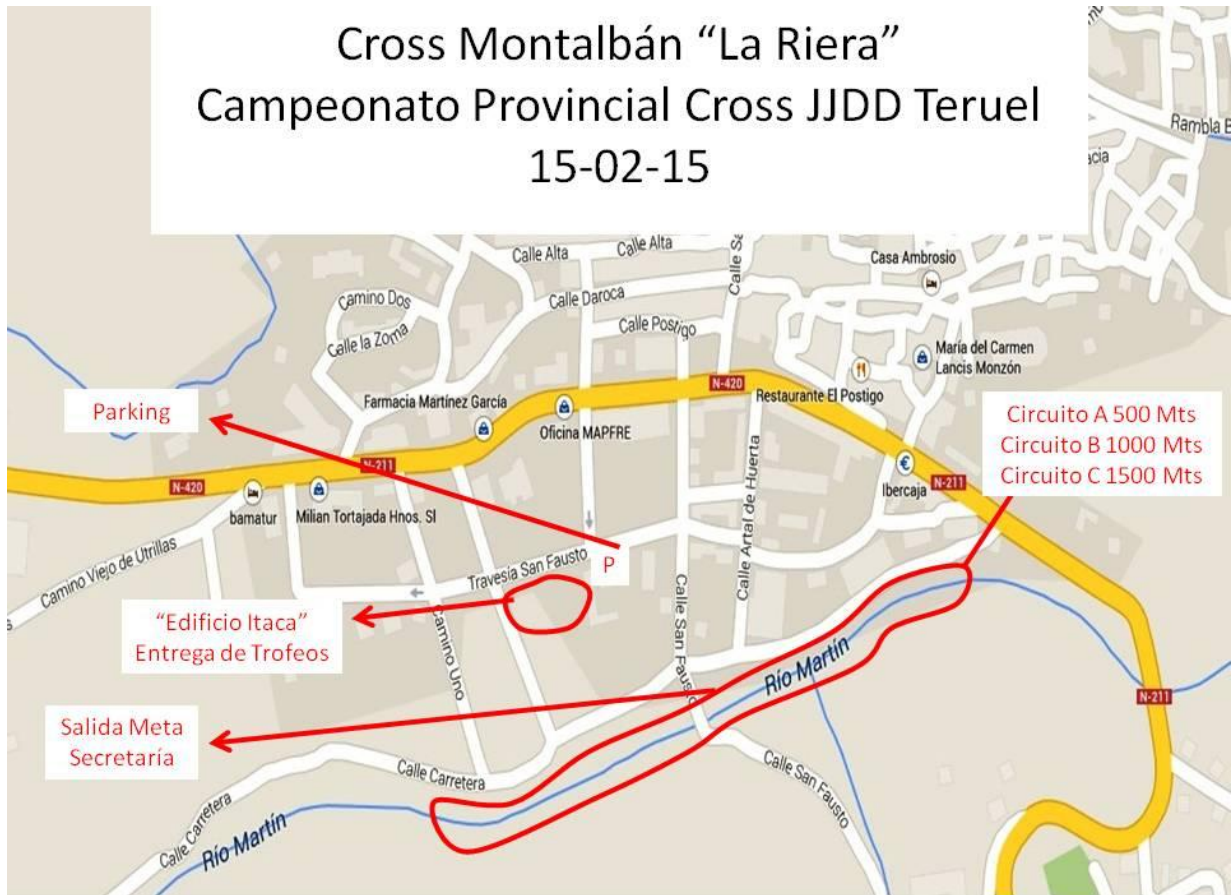 Cross Montalbán “La Riera”
Campeonato Provincial Cross JJDD Teruel
15-02-15
Rambla B
Calle Alta
Calle Alta
Casa Ambrosio
Camino Dos
Calle Daroca
Calle la Zoma
Calle Postigo
María del Carmen
Lancis Monzón
N-420
Restaurante El Postigo
Parking
Farmacia Martínez García
Oficina MAPFRE
Circuito A 500 Mts
Circuito B 1000 Mts
Circuito C 1500 Mts
N-211
N-420
bamatur
Milian Tortajada Hnos. Sl
Ibercaja
N-211
Calle Artal de Huerta
Camino Viejo de Utrillas
Travesía San Fausto
P
“Edificio Itaca”
Entrega de Trofeos
Camino Uno
Calle San Fausto
Río Martín
N-211
Salida Meta
Secretaría
Calle Carretera
Calle San Fausto
Calle Carretera
Río Martín